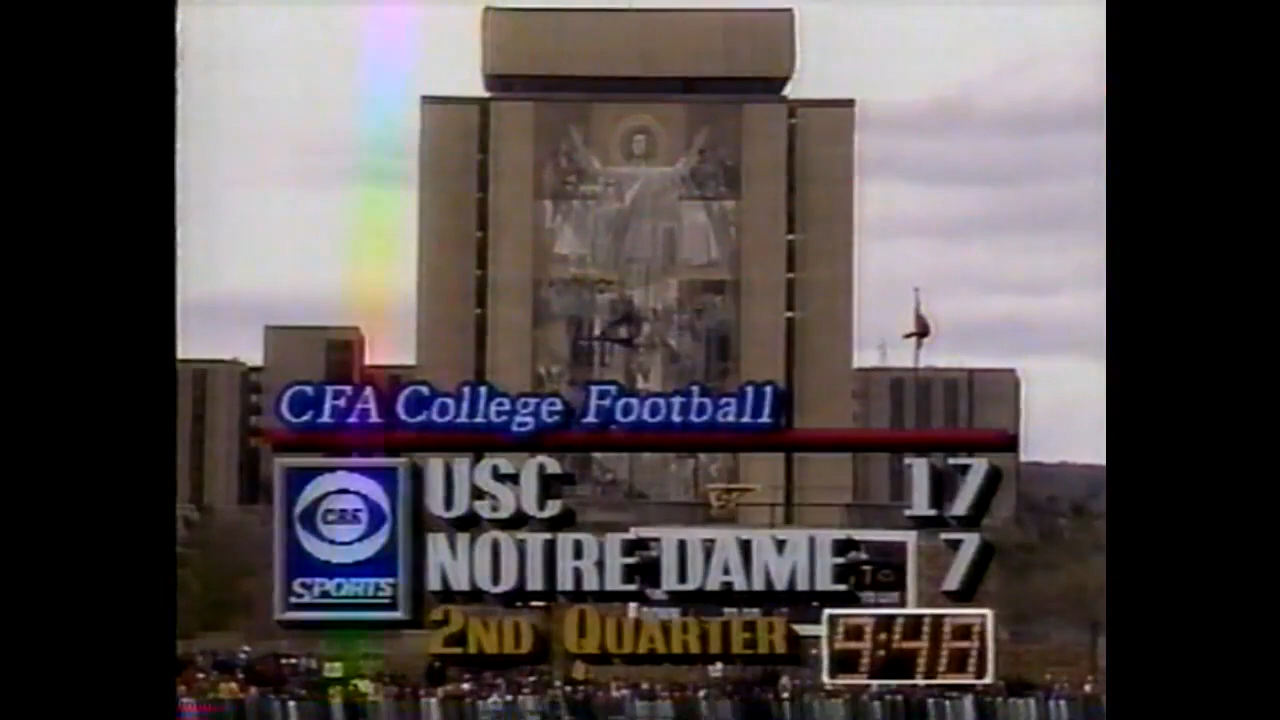 CFA College Football
USC 17
CBS
NOTRE DAME 7
SPORTS
2ND QUARTER 9:48